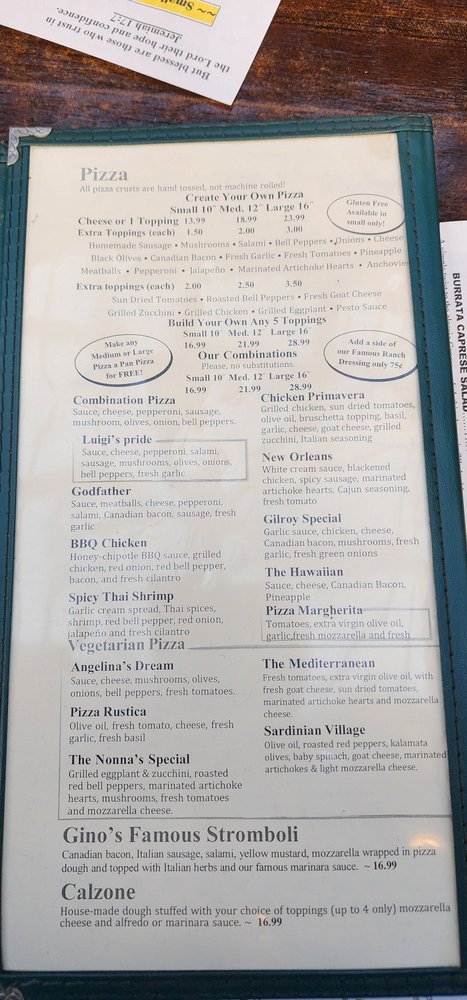 But blessed are those who trust in
the Lord their hope and confidence.
Jeremiah 17:7
~~ Small
Pizza
All pizza crusts are hand tossed, not machine rolled!
Create Your Own Pizza
Small 10" Med. 12" Large 16"
Cheese or 1 Topping 13.99 18.99 23.99
Extra Toppings (each) 1.50 2.00 3.00
Gluten Free
Available in
small only!
Homemade Sausage • Mushrooms • Salami • Bell Peppers • Onions • Cheese
Black Olives • Canadian Bacon • Fresh Garlic • Fresh Tomatoes • Pineapple
Meatballs • Pepperoni • Jalapeño • Marinated Artichoke Hearts • Anchovies
Extra toppings (each) 2.00 2.50 3.50
Sun Dried Tomatoes • Roasted Bell Peppers • Fresh Goat Cheese
Grilled Zucchini • Grilled Chicken • Grilled Eggplant • Pesto Sauce
Build Your Own Any 5 Toppings
Small 10" Med. 12" Large 16"
16.99 21.99 28.99
Make any
Medium or Large
Pizza a Pan Pizza
for FREE!
Our Combinations
Please, no substitutions.
Small 10" Med. 12" Large 16"
16.99 21.99 28.99
Add a side of
our Famous Ranch
Dressing only 75¢
Combination Pizza
Sauce, cheese, pepperoni, sausage,
mushroom, olives, onion, bell peppers.
Luigi's pride
Sauce, cheese, pepperoni, salami,
sausage, mushrooms, olives, onions,
bell peppers, fresh garlic
Godfather
Sauce, meatballs, cheese, pepperoni,
salami, Canadian bacon, sausage, fresh
garlic
BBQ Chicken
Honey-chipotle BBQ sauce, grilled
chicken, red onion, red bell pepper,
bacon, and fresh cilantro
Spicy Thai Shrimp
Garlic cream spread, Thai spices,
shrimp, red bell pepper, red onion,
jalapeño and fresh cilantro
Chicken Primavera
Grilled chicken, sun dried tomatoes,
olive oil, bruschetta topping, basil,
garlic, cheese, goat cheese, grilled
zucchini, Italian seasoning
New Orleans
White cream sauce, blackened
chicken, spicy sausage, marinated
artichoke hearts, Cajun seasoning,
fresh tomato
Gilroy Special
Garlic sauce, chicken, cheese,
Canadian bacon, mushrooms, fresh
garlic, fresh green onions
The Hawaiian
Sauce, cheese, Canadian Bacon,
Pineapple
Pizza Margherita
Tomatoes, extra virgin olive oil,
garlic,fresh mozzarella and fresh
Vegetarian Pizza
Angelina's Dream
Sauce, cheese, mushrooms, olives,
onions, bell peppers, fresh tomatoes.
Pizza Rustica
Olive oil, fresh tomato, cheese, fresh
garlic, fresh basil
The Nonna's Special
Grilled eggplant & zucchini, roasted
red bell peppers, marinated artichoke
hearts, mushrooms, fresh tomatoes
and mozzarella cheese.
The Mediterranean
Fresh tomatoes, extra virgin olive oil, with
fresh goat cheese, sun dried tomatoes,
marinated artichoke hearts and mozzarella
cheese.
Sardinian Village
Olive oil, roasted red peppers, kalamata
olives, baby spinach, goat cheese, marinated
artichokes & light mozzarella cheese.
Gino's Famous Stromboli
Canadian bacon, Italian sausage, salami, yellow mustard, mozzarella wrapped in pizza
dough and topped with Italian herbs and our famous marinara sauce. ~ 16.99
Calzone
House-made dough stuffed with your choice of toppings (up to 4 only) mozzarella
cheese and alfredo or marinara sauce. ~ 16.99
BURRATA CAPRESE SALAD